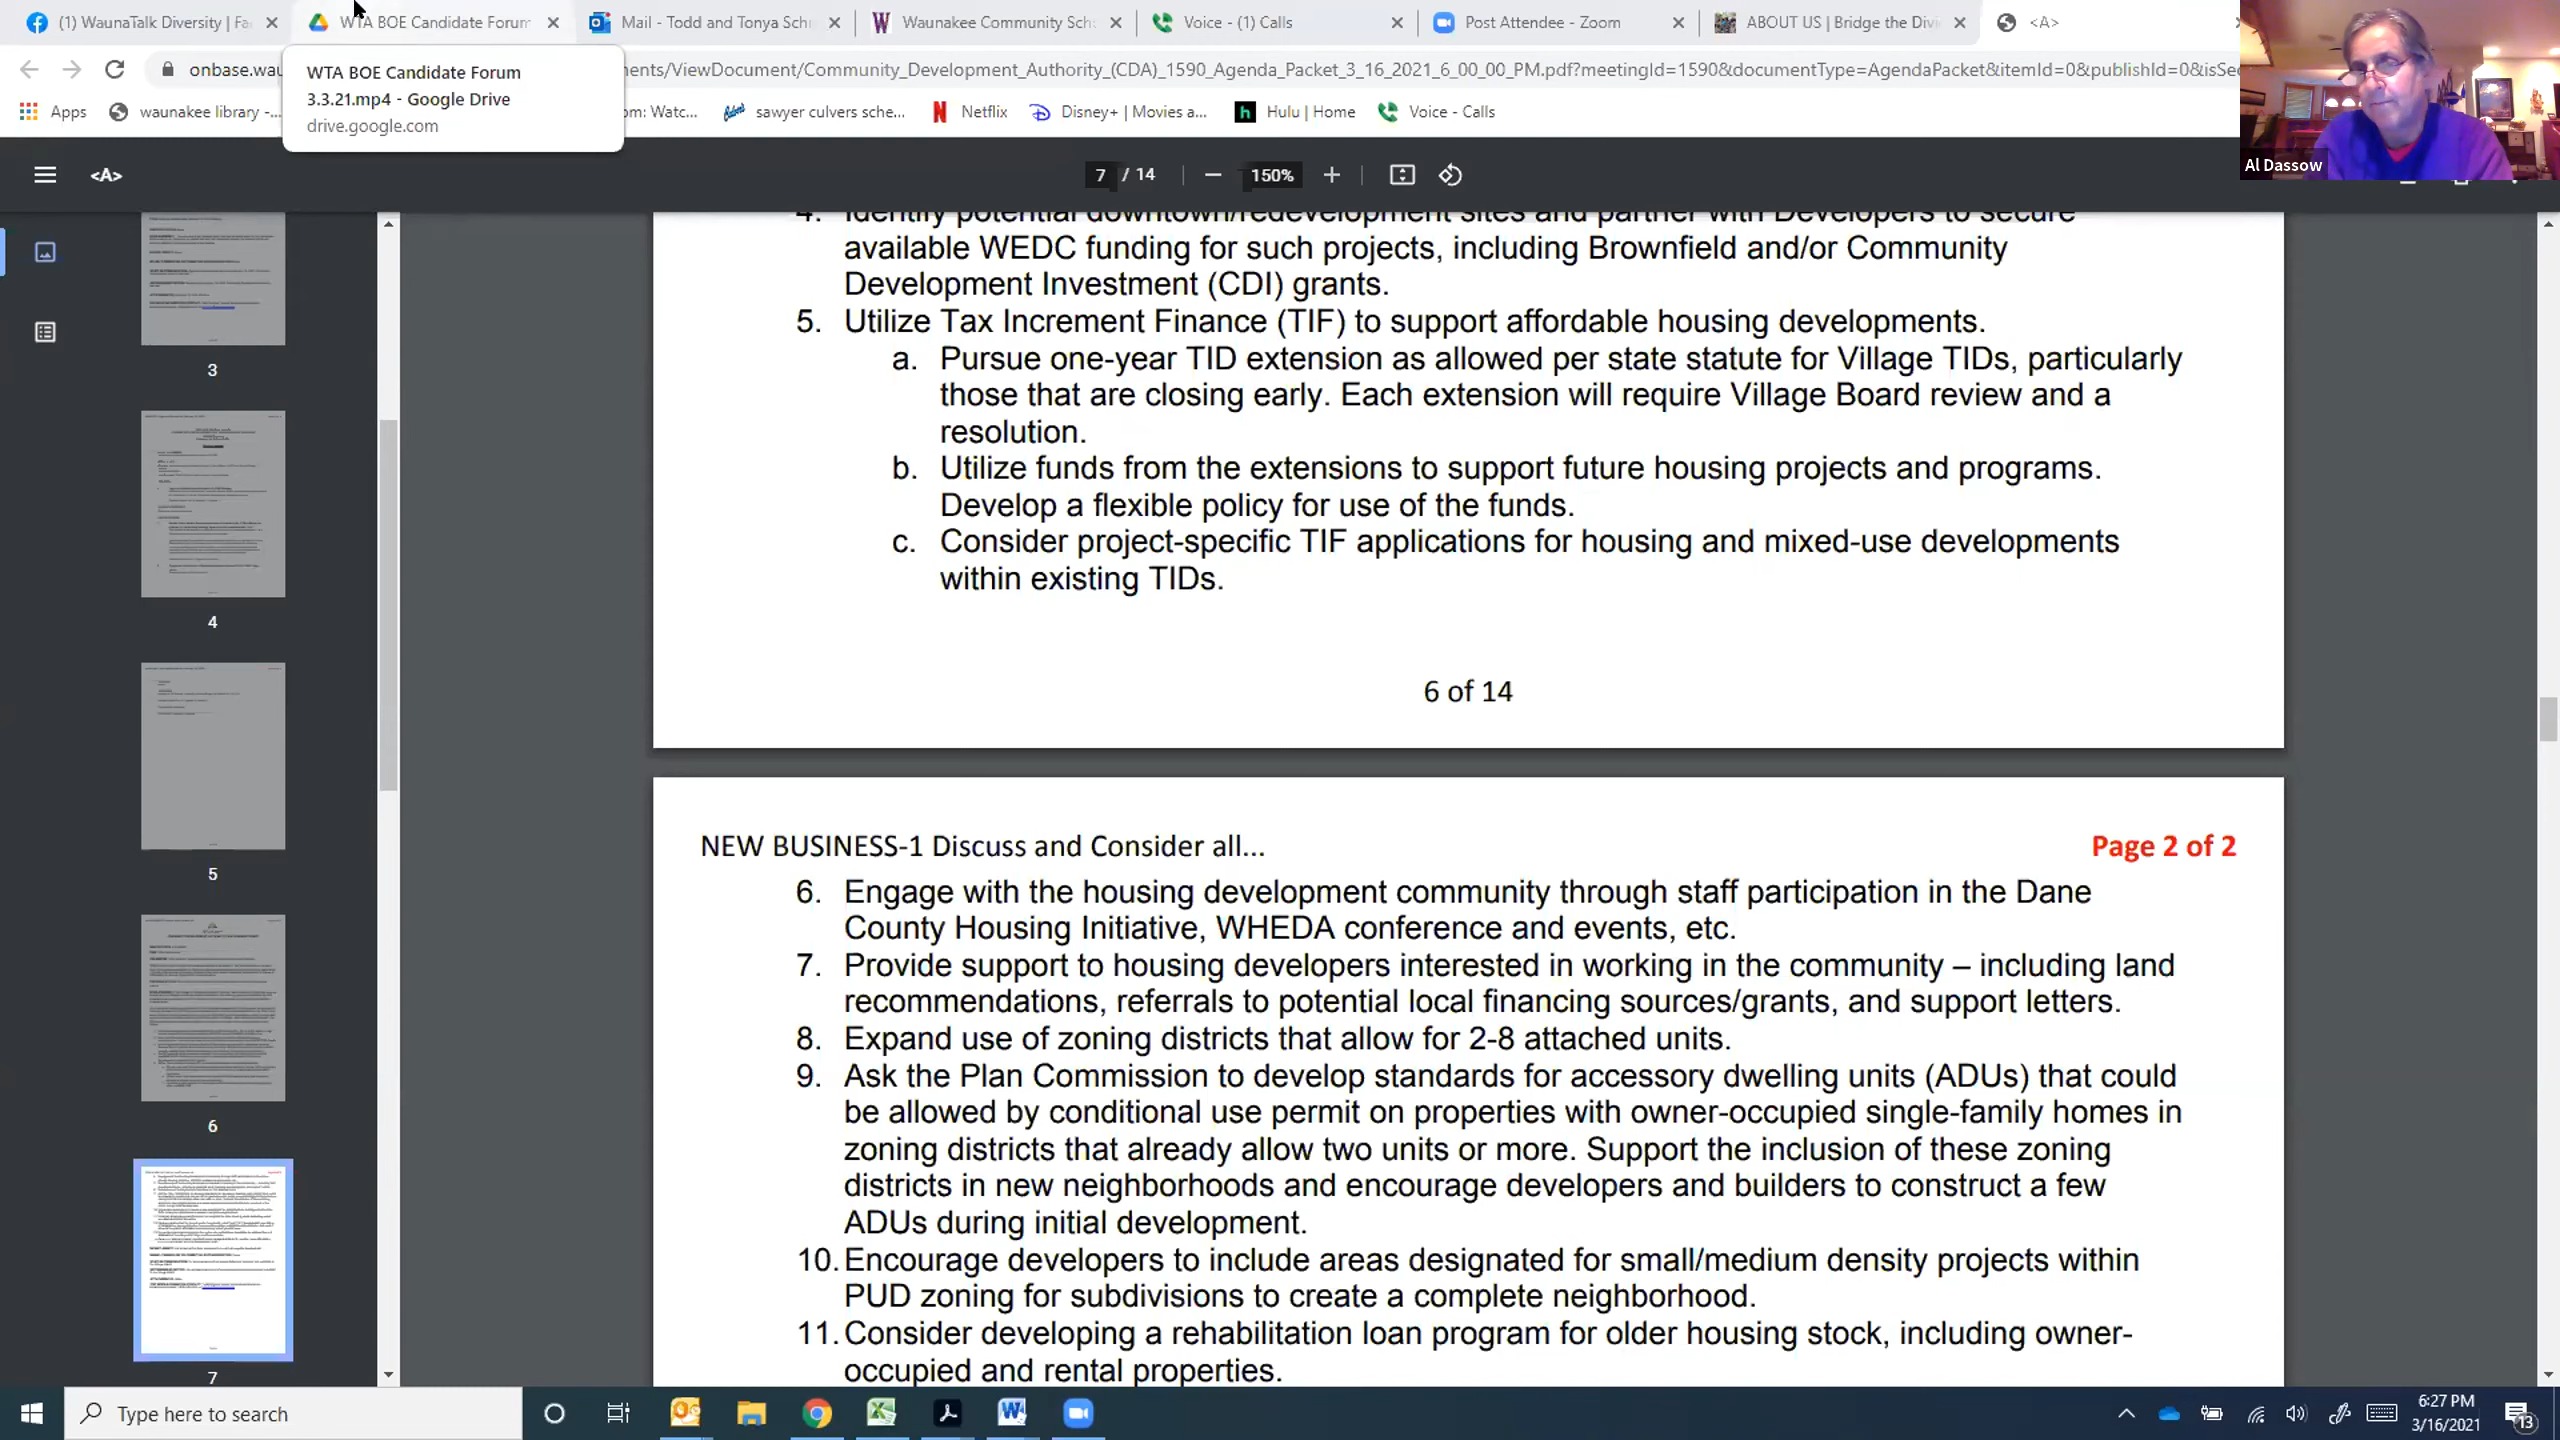 (1) WaunaTalk Diversity | Fa
WTA BOE Candidate Forum
Mail - Todd and Tonya Sch
Waunakee Community Sch
Voice - (1) Calls
Post Attendee - Zoom
ABOUT US | Bridge the Divi
<A>
onbase.wau
ments/ViewDocument/Community_Development_Authority_(CDA)_1590_Agenda_Packet_3_16_2021_6_00_00_PM.pdf?meetingId=1590&documentType=AgendaPacket&itemId=0&publishId=0&isSec
WTA BOE Candidate Forum
3.3.21.mp4 - Google Drive
drive.google.com
Apps
waunakee library -...
om: Watc...
sawyer culvers sche...
Netflix
Disney+ | Movies a...
Hulu | Home
Voice - Calls
Al Dassow
<A>
7 / 14
150%
4. Identify potential downtown/redevelopment sites and partner with Developers to secure
available WEDC funding for such projects, including Brownfield and/or Community
Development Investment (CDI) grants.
5. Utilize Tax Increment Finance (TIF) to support affordable housing developments.
a. Pursue one-year TID extension as allowed per state statute for Village TIDs, particularly
those that are closing early. Each extension will require Village Board review and a
resolution.
b. Utilize funds from the extensions to support future housing projects and programs.
Develop a flexible policy for use of the funds.
c. Consider project-specific TIF applications for housing and mixed-use developments
within existing TIDs.
6 of 14
NEW BUSINESS-1 Discuss and Consider all...
Page 2 of 2
6. Engage with the housing development community through staff participation in the Dane
County Housing Initiative, WHEDA conference and events, etc.
7. Provide support to housing developers interested in working in the community – including land
recommendations, referrals to potential local financing sources/grants, and support letters.
8. Expand use of zoning districts that allow for 2-8 attached units.
9. Ask the Plan Commission to develop standards for accessory dwelling units (ADUs) that could
be allowed by conditional use permit on properties with owner-occupied single-family homes in
zoning districts that already allow two units or more. Support the inclusion of these zoning
districts in new neighborhoods and encourage developers and builders to construct a few
ADUs during initial development.
10. Encourage developers to include areas designated for small/medium density projects within
PUD zoning for subdivisions to create a complete neighborhood.
11. Consider developing a rehabilitation loan program for older housing stock, including owner-
occupied and rental properties.
3
4
5
6
7
Type here to search
6:27 PM
3/16/2021
13